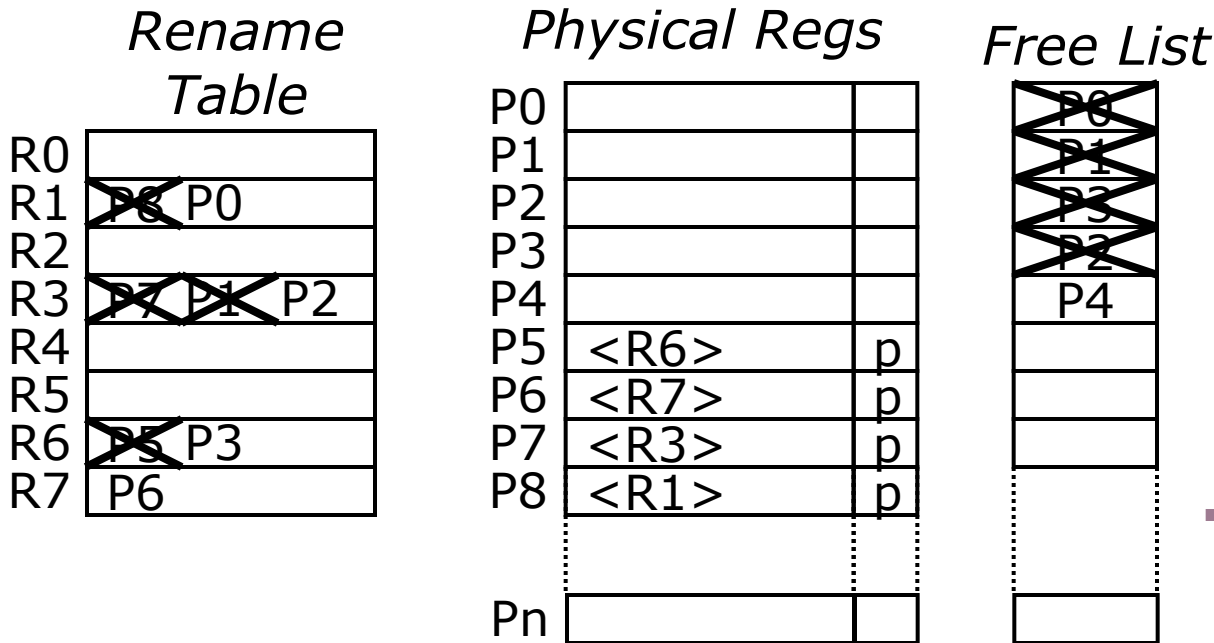 Rename
Table
R0
R1 P8 P0
R2
R3 P7 P1 P2
R4
R5
R6 P5 P3
R7 P6
Physical Regs
P0
P1
P2
P3
P4
P5 <R6> p
P6 <R7> p
P7 <R3> p
P8 <R1> p
Pn
Free List
P0
P1
P3
P2
P4